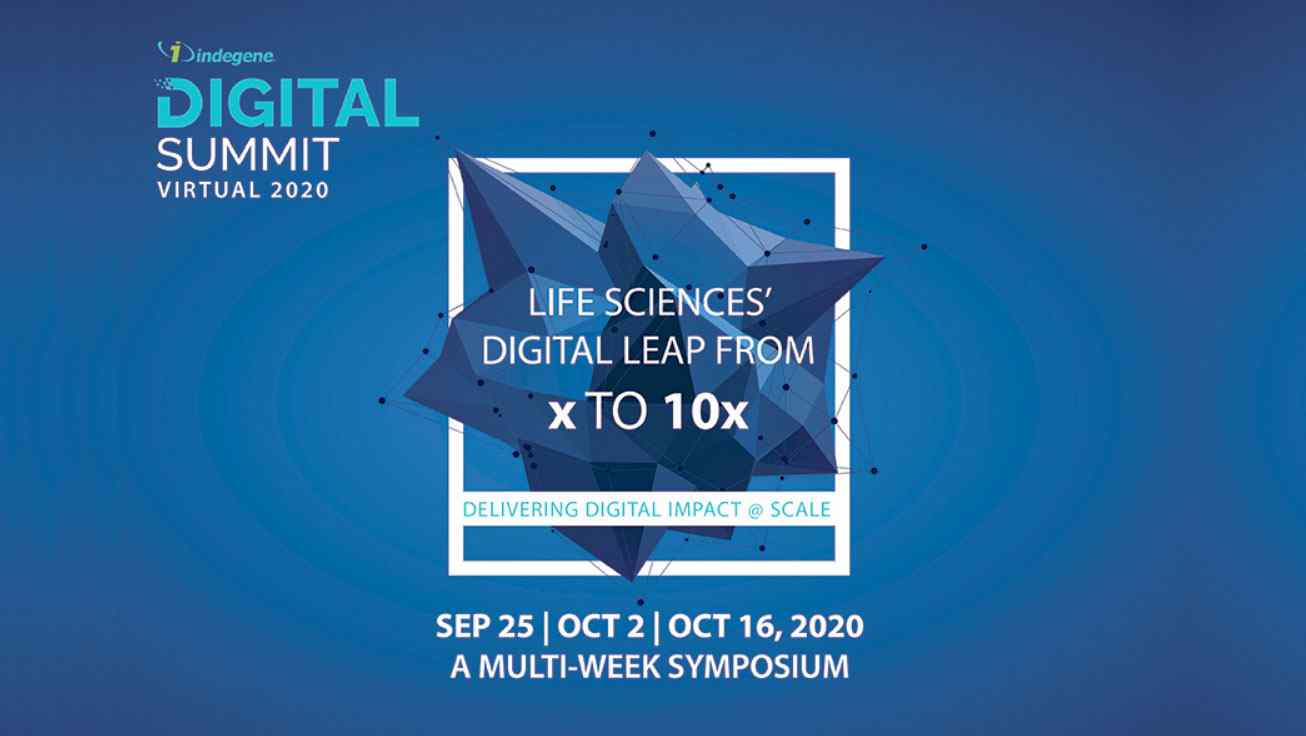 indegene
DIGITAL
SUMMIT
VIRTUAL 2020
LIFE SCIENCES’
DIGITAL LEAP FROM
x TO 10x
DELIVERING DIGITAL IMPACT @ SCALE
SEP 25 | OCT 2 | OCT 16, 2020
A MULTI-WEEK SYMPOSIUM